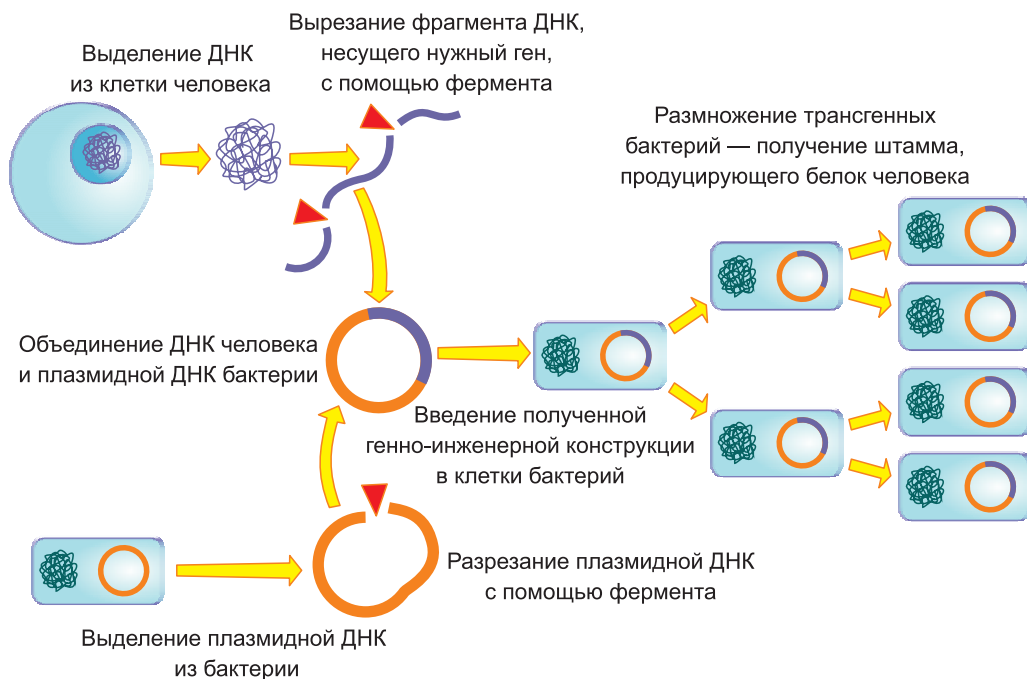 Выделение ДНК
из клетки человека
Вырезание фрагмента ДНК,
несущего нужный ген,
с помощью фермента
Размножение трансгенных
бактерий — получение штамма,
продуцирующего белок человека
Объединение ДНК человека
и плазмидной ДНК бактерии
Введение полученной
генно-инженерной конструкции
в клетки бактерий
Разрезание плазмидной ДНК
с помощью фермента
Выделение плазмидной ДНК
из бактерии